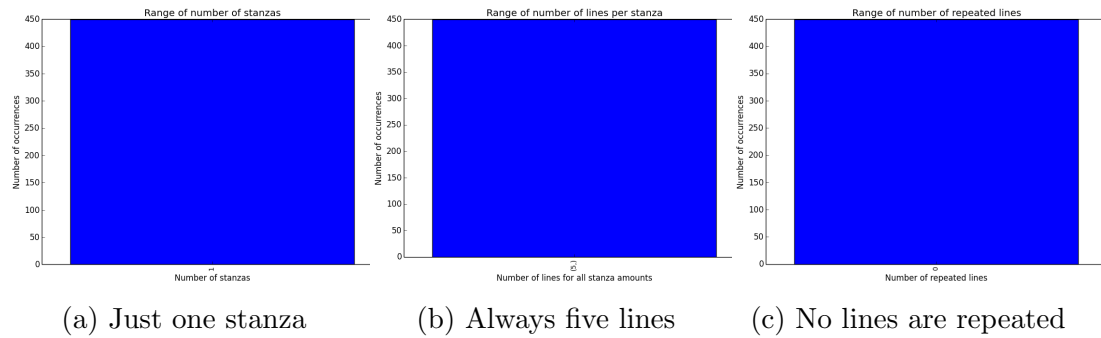 Range of number of stanzas
450
400
350
300
250
200
150
100
50
0
Number of occurrences
1
Number of stanzas
(a) Just one stanza
Range of number of lines per stanza
450
400
350
300
250
200
150
100
50
0
Number of occurrences
(5,)
Number of lines for all stanza amounts
(b) Always five lines
Range of number of repeated lines
450
400
350
300
250
200
150
100
50
0
Number of occurrences
0
Number of repeated lines
(c) No lines are repeated